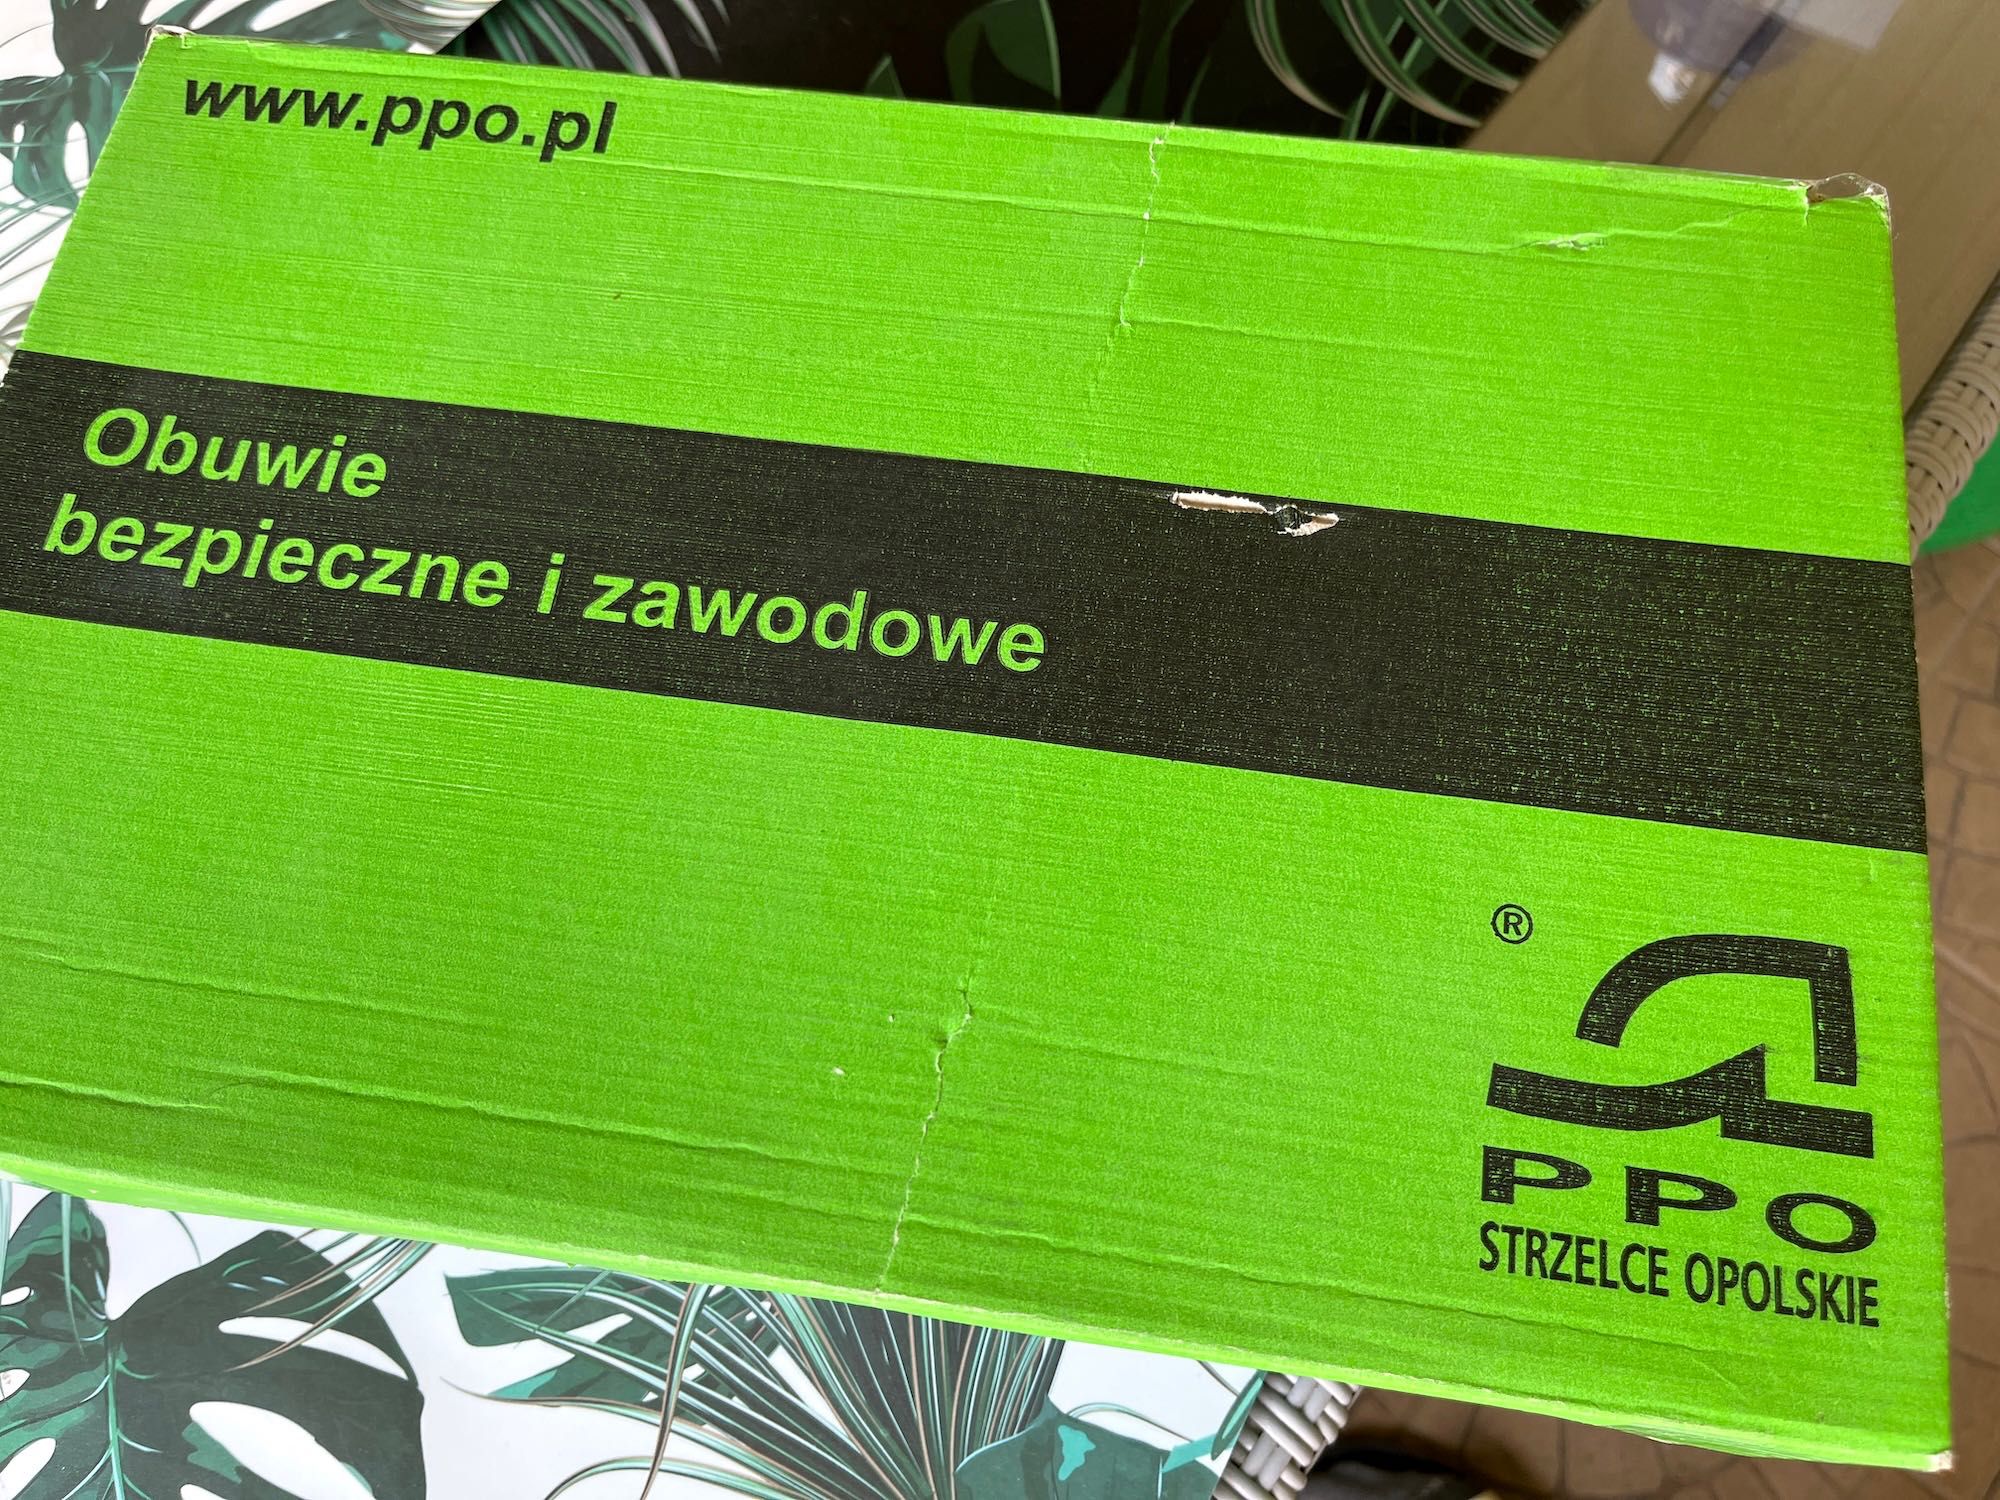 www.ppo.pl
Obuwie
bezpieczne i zawodowe
®
PPO
STRZELCE OPOLSKIE